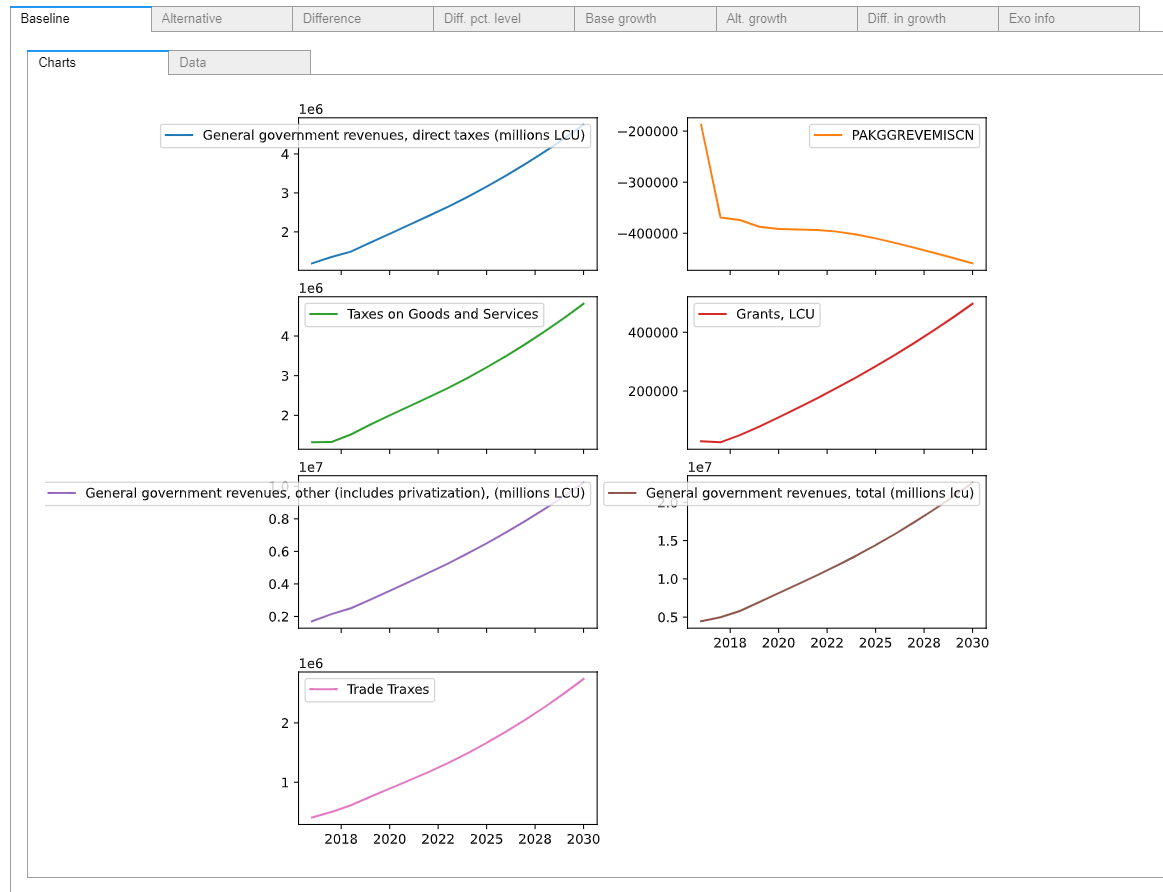 Baseline Alternative Difference Diff. pct. level Base growth Alt. growth Diff. in growth Exo info
Charts Data
1e6
General government revenues, direct taxes (millions LCU)
4
3
2
PAKGGREVEMISCN
−200000
−300000
−400000
1e6
Taxes on Goods and Services
4
3
2
Grants, LCU
400000
200000
1e7
General government revenues, other (includes privatization), (millions LCU)
1.0
0.8
0.6
0.4
0.2
1e7
General government revenues, total (millions lcu)
2.0
1.5
1.0
0.5
2018 2020 2022 2025 2028 2030
1e6
Trade Traxes
2
1
2018 2020 2022 2025 2028 2030